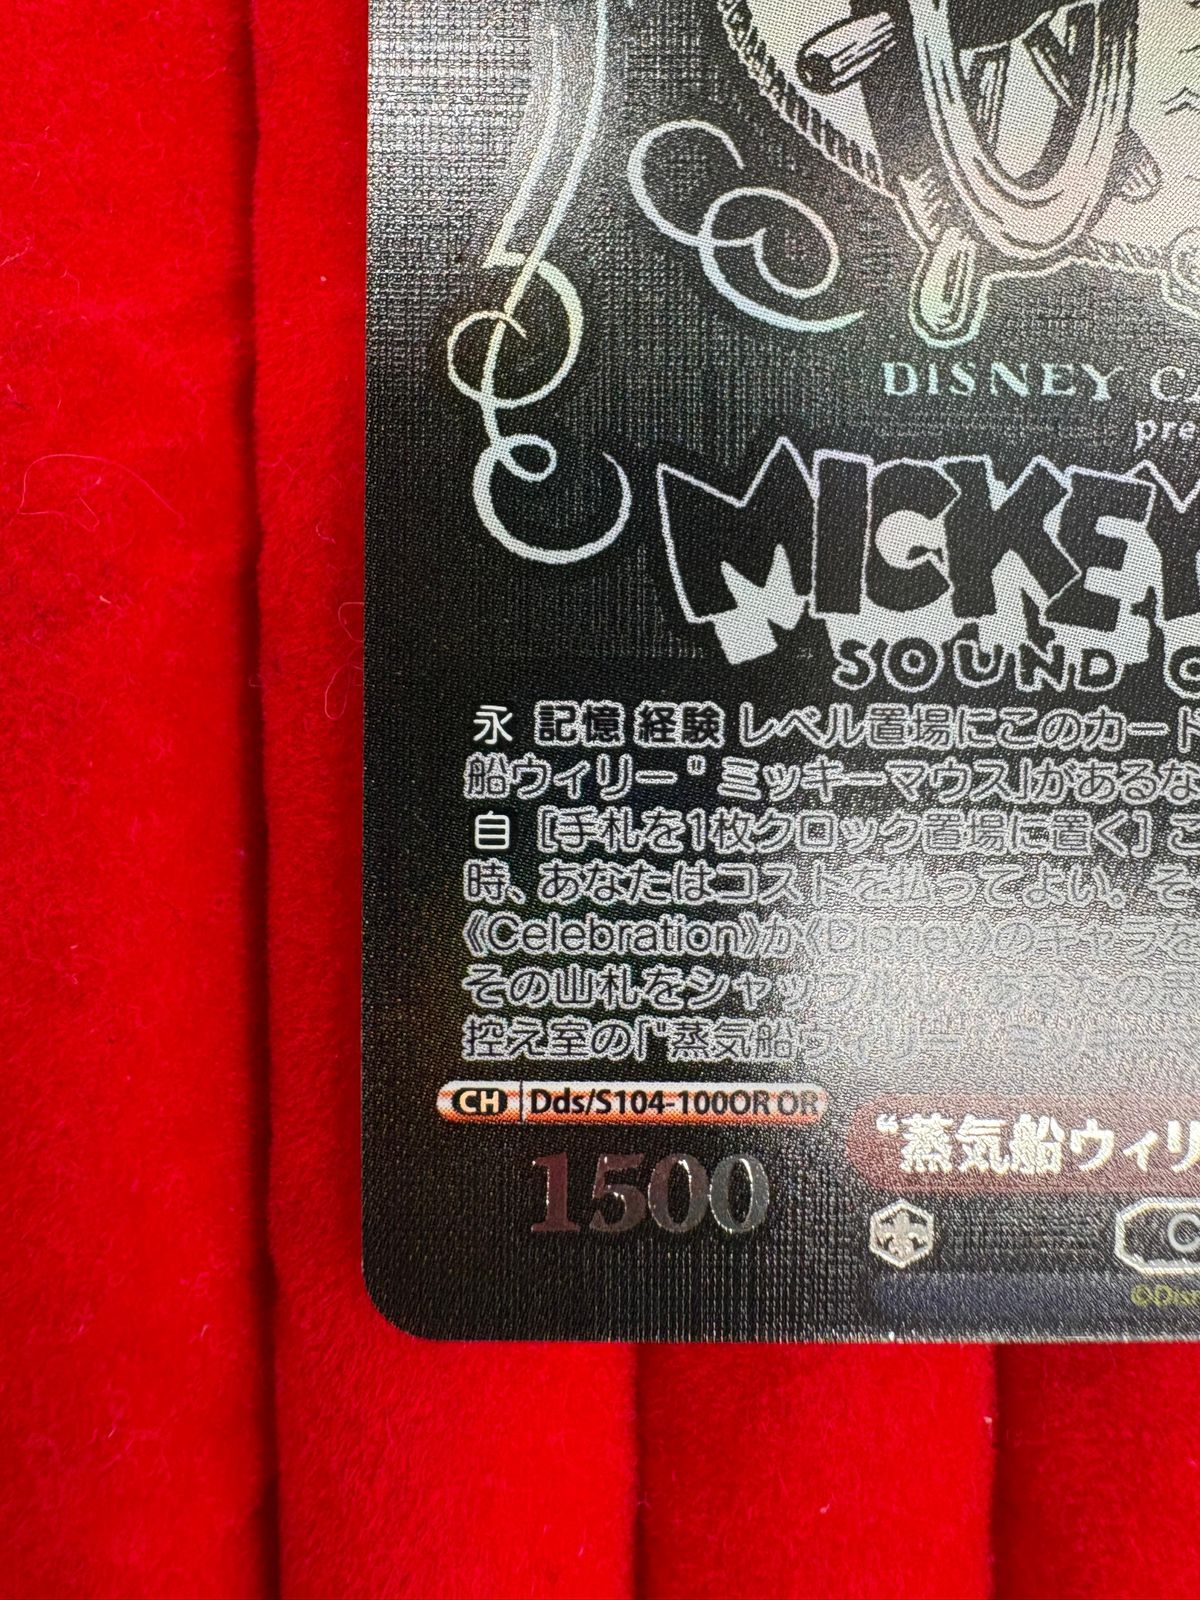 DISNEY C
pre
MICKEY
SOUND C
永 記憶 経験 レベル置場にこのカード
船ウィリー" ミッキーマウス」があるな
自 [手札を1枚クロック置場に置く] こ
時、あなたはコストを払ってよい。そ
《Celebration》か《Disney》のキャラを
その山札をシャッフル
控え室の「"蒸気船ウィリー"
CH Dds/S104-100OR OR
1500
“蒸気船ウィリ
©Disn